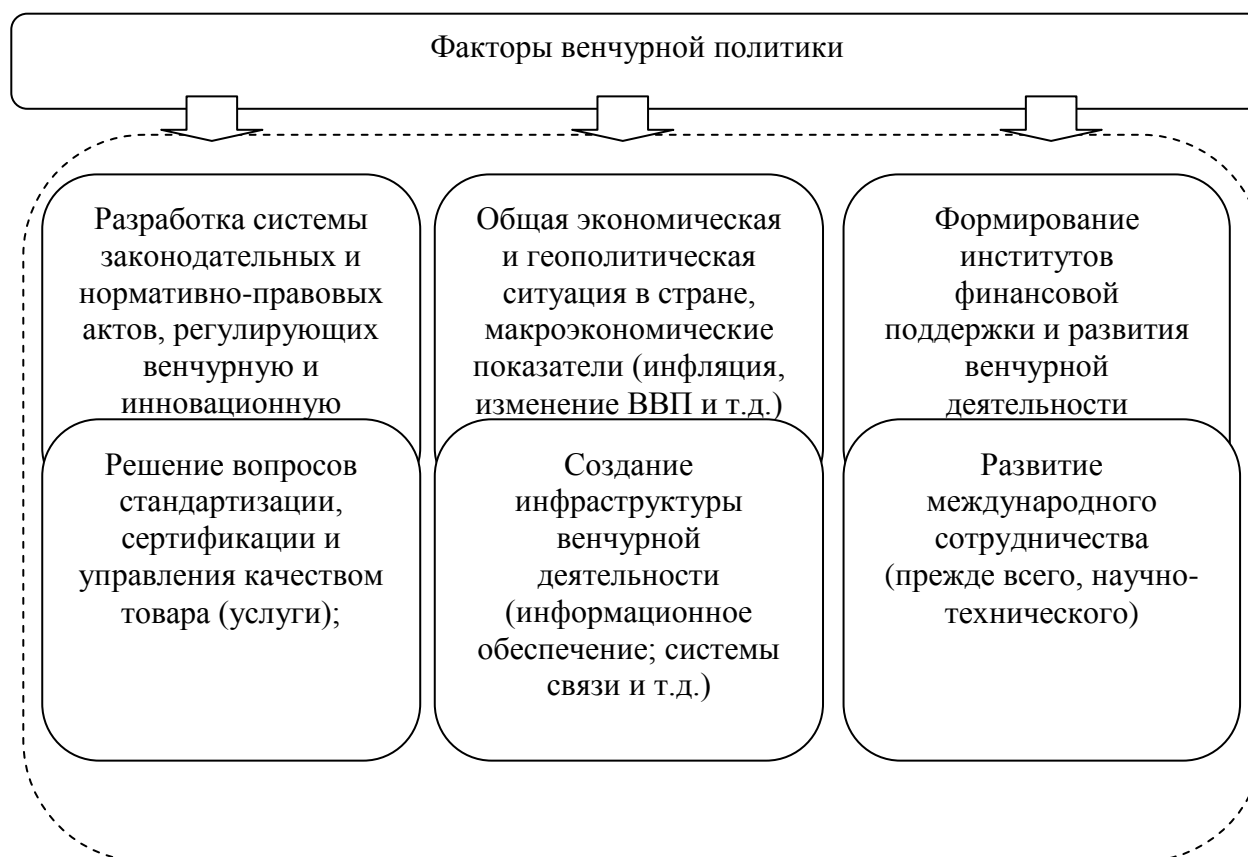 Факторы венчурной политики
Разработка системы
законодательных и
нормативно-правовых
актов, регулирующих
венчурную и
инновационную
Общая экономическая
и геополитическая
ситуация в стране,
макроэкономические
показатели (инфляция,
изменение ВВП и т.д.)
Формирование
институтов
финансовой
поддержки и развития
венчурной
деятельности
Решение вопросов
стандартизации,
сертификации и
управления качеством
товара (услуги);
Создание
инфраструктуры
венчурной
деятельности
(информационное
обеспечение; системы
связи и т.д.)
Развитие
международного
сотрудничества
(прежде всего, научно-
технического)